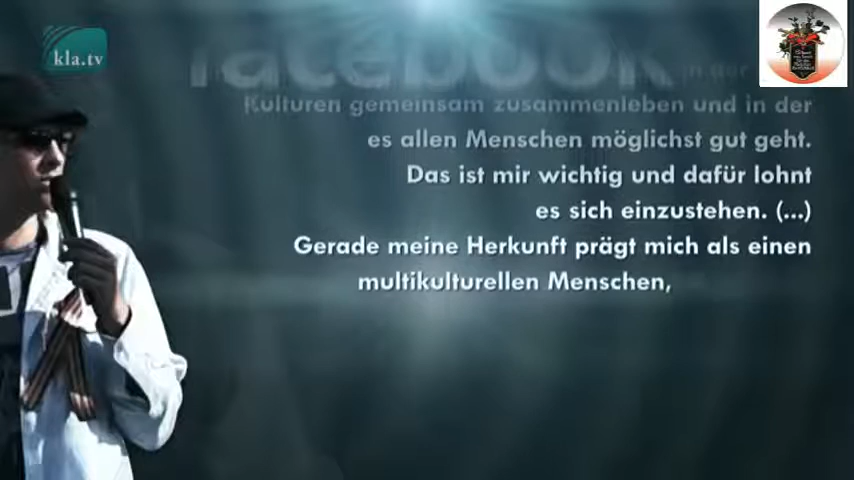 kla.tv
facebook
Kulturen gemeinsam zusammenleben und in der
es allen Menschen möglichst gut geht.
Das ist mir wichtig und dafür lohnt
es sich einzustehen. (...)
Gerade meine Herkunft prägt mich als einen
multikulturellen Menschen,